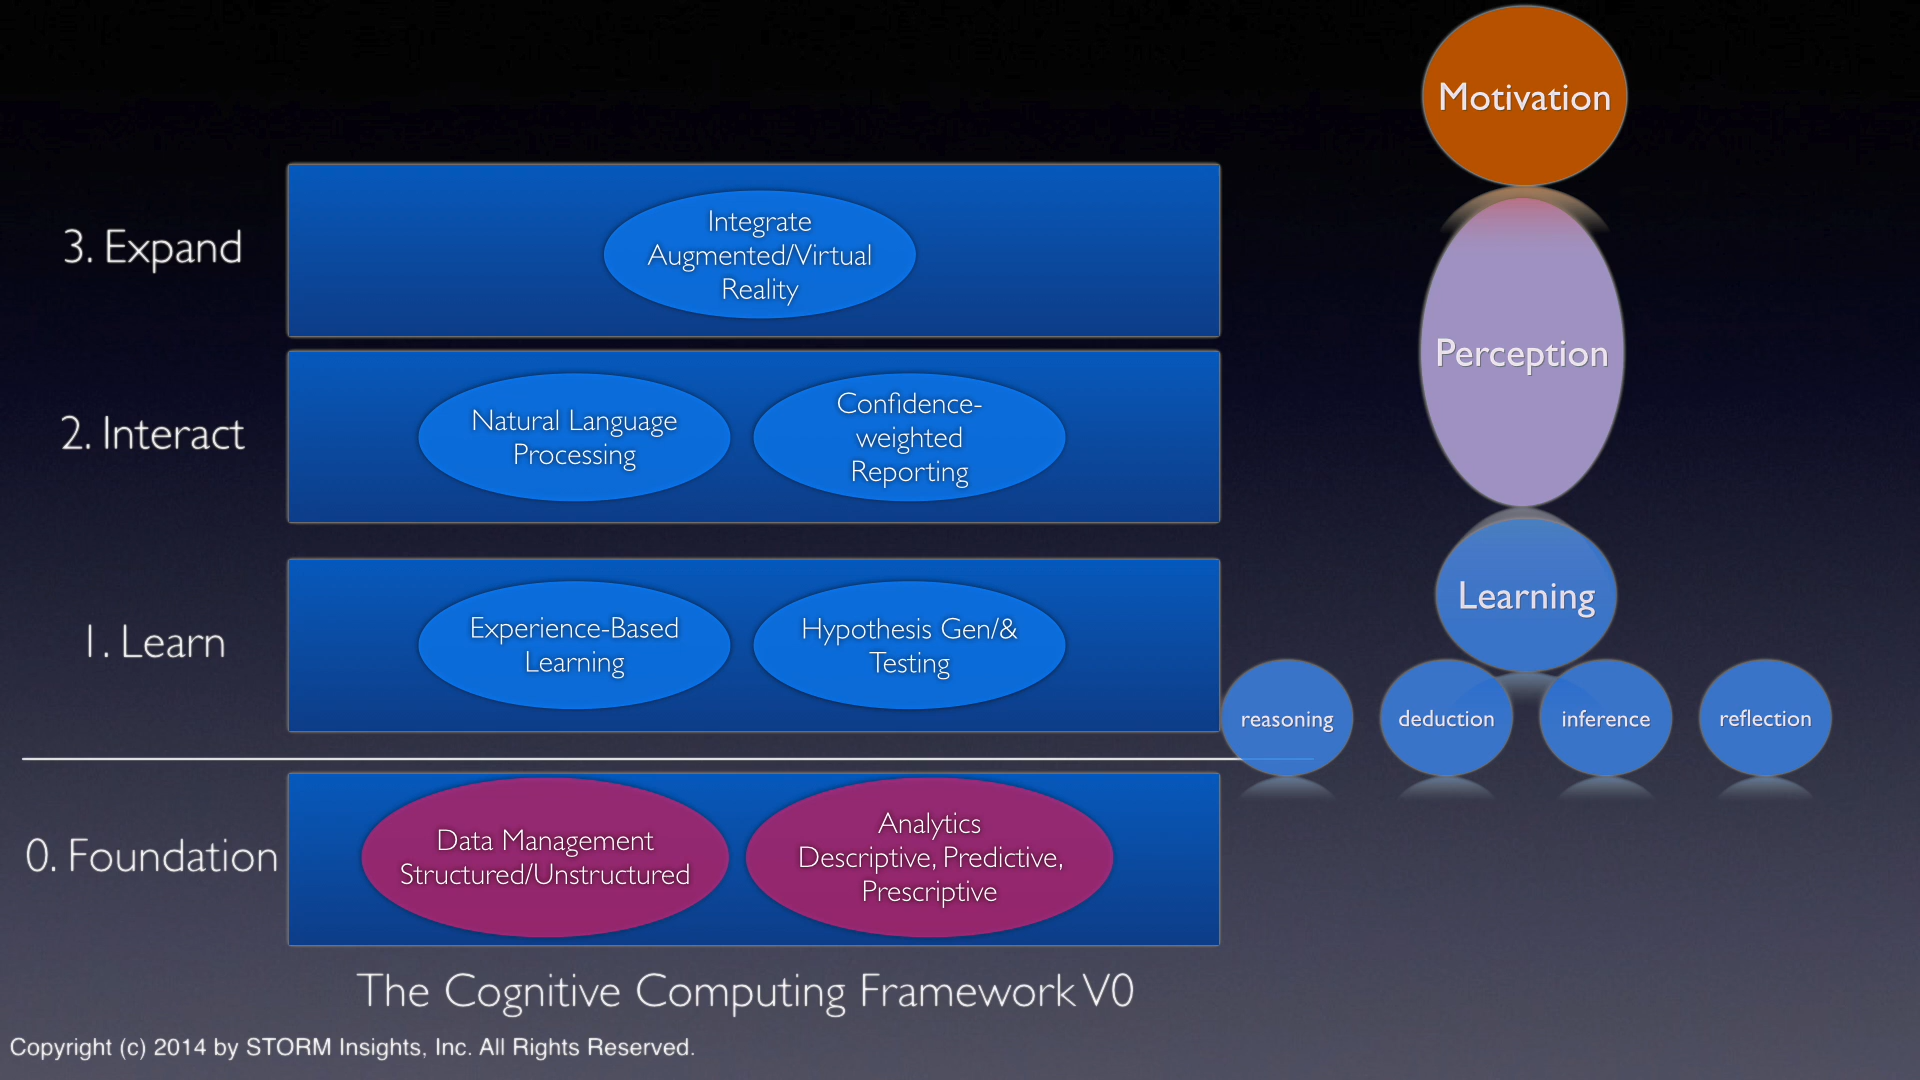 Motivation
3. Expand
Integrate
Augmented/Virtual
Reality
Perception
2. Interact
Natural Language
Processing
Confidence-
weighted
Reporting
Learning
1. Learn
Experience-Based
Learning
Hypothesis Gen/&
Testing
reasoning
deduction
inference
reflection
0. Foundation
Data Management
Structured/Unstructured
Analytics
Descriptive, Predictive,
Prescriptive
The Cognitive Computing Framework V0
Copyright (c) 2014 by STORM Insights, Inc. All Rights Reserved.